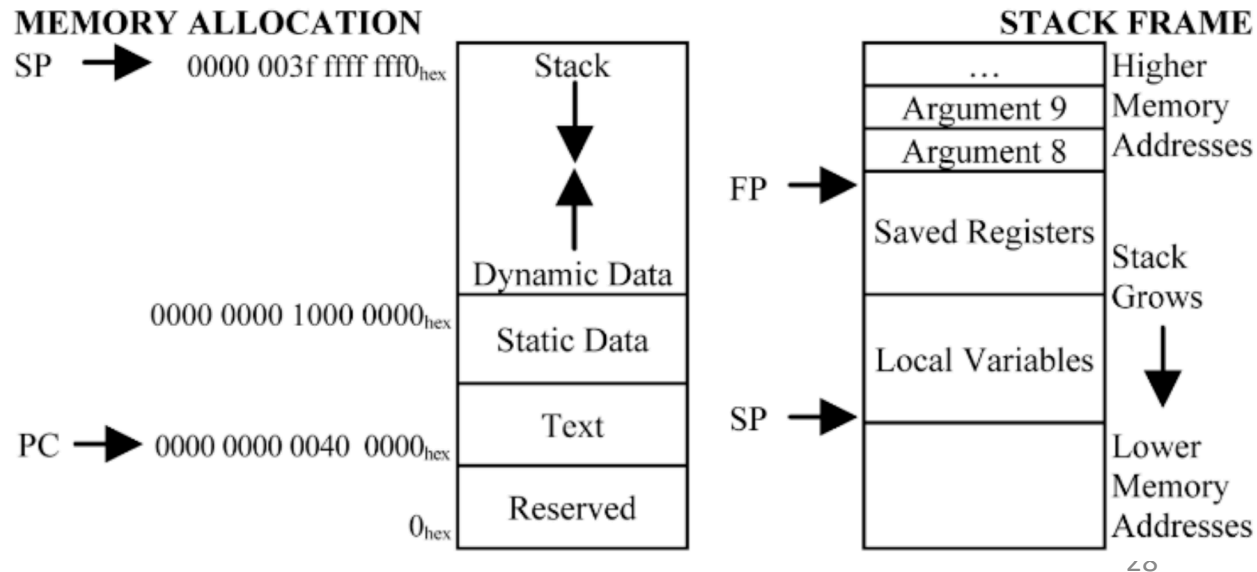 MEMORY ALLOCATION
SP
0000 003f ffff fff0hex
Stack
Dynamic Data
0000 0000 1000 0000hex
Static Data
PC
0000 0000 0040 0000hex
Text
Reserved
0hex
STACK FRAME
…
Higher
Memory
Addresses
Argument 9
Argument 8
FP
Saved Registers
Stack
Grows
Local Variables
SP
Lower
Memory
Addresses